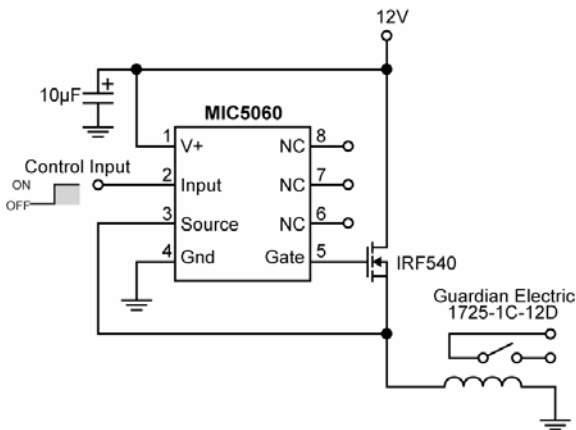 12V
10µF
+
MIC5060
1 V+ NC 8
Control Input
ON
OFF
2 Input NC 7
3 Source NC 6
4 Gnd Gate 5
IRF540
Guardian Electric
1725-1C-12D